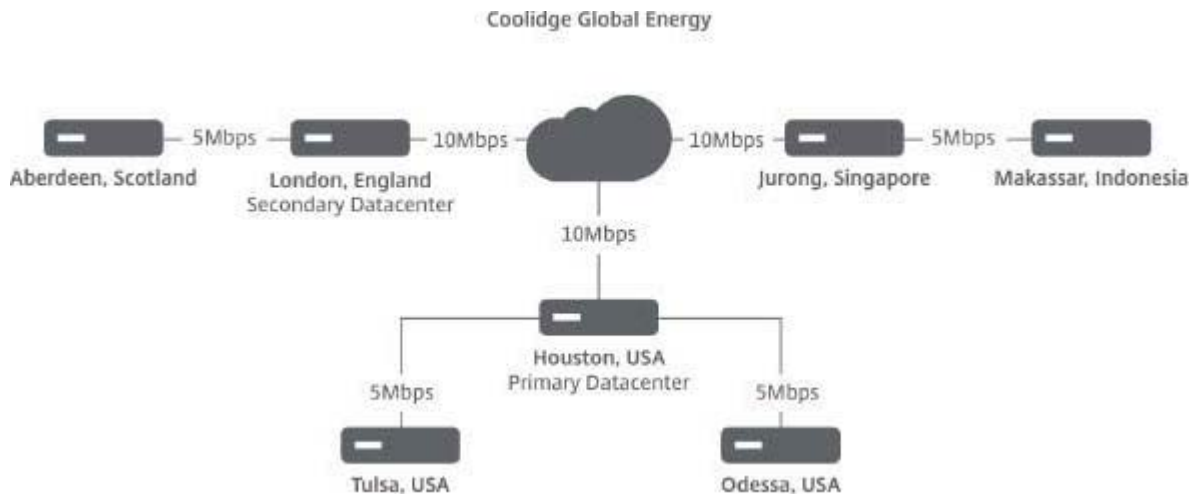 Coolidge Global Energy
5Mbps
10Mbps
10Mbps
5Mbps
Aberdeen, Scotland
London, England
Secondary Datacenter
Jurong, Singapore
Makassar, Indonesia
10Mbps
Houston, USA
Primary Datacenter
5Mbps
5Mbps
Tulsa, USA
Odessa, USA